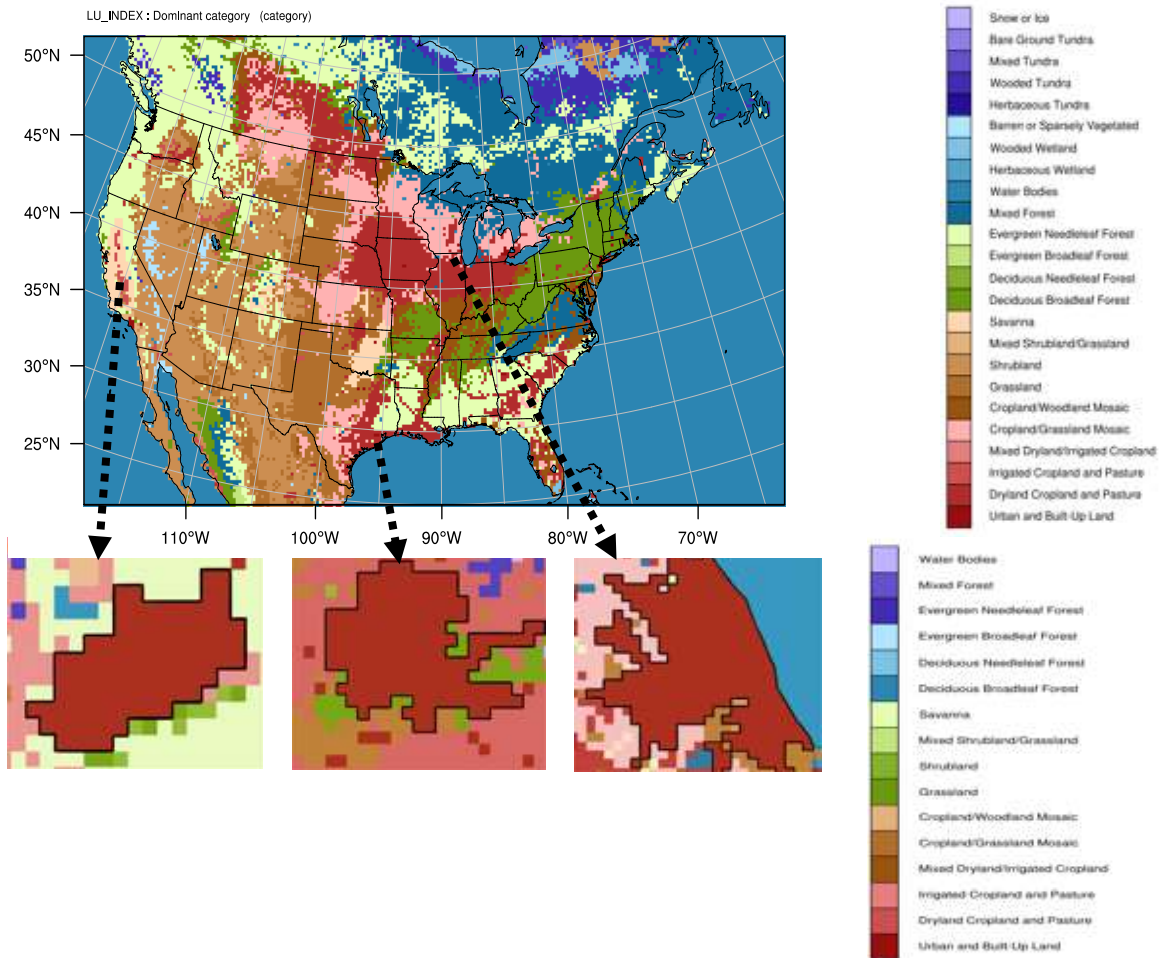 LU_INDEX : Dominant category (category)
50°N
45°N
40°N
35°N
30°N
25°N
110°W
100°W
90°W
80°W
70°W
Snow or Ice
Bare Ground Tundra
Mixed Tundra
Wooded Tundra
Herbaceous Tundra
Barren or Sparsely Vegetated
Wooded Wetland
Herbaceous Wetland
Water Bodies
Mixed Forest
Evergreen Needleleaf Forest
Evergreen Broadleaf Forest
Deciduous Needleleaf Forest
Deciduous Broadleaf Forest
Savanna
Mixed Shrubland/Grassland
Shrubland
Grassland
Cropland/Woodland Mosaic
Cropland/Grassland Mosaic
Mixed Dryland/Irrigated Cropland
Irrigated Cropland and Pasture
Dryland Cropland and Pasture
Urban and Built-Up Land
Water Bodies
Mixed Forest
Evergreen Needleleaf Forest
Evergreen Broadleaf Forest
Deciduous Needleleaf Forest
Deciduous Broadleaf Forest
Savanna
Mixed Shrubland/Grassland
Shrubland
Grassland
Cropland/Woodland Mosaic
Cropland/Grassland Mosaic
Mixed Dryland/Irrigated Cropland
Irrigated Cropland and Pasture
Dryland Cropland and Pasture
Urban and Built-Up Land